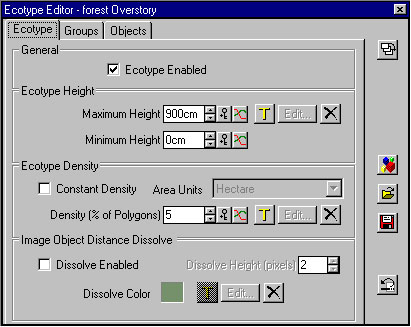 Ecotype Editor - forest Overstory
Ecotype Groups Objects
General
Ecotype Enabled
Ecotype Height
Maximum Height 900cm T Edit...
Minimum Height 0cm
Ecotype Density
Constant Density Area Units Hectare
Density (% of Polygons) 5 T Edit...
Image Object Distance Dissolve
Dissolve Enabled Dissolve Height (pixels) 2
Dissolve Color T Edit...